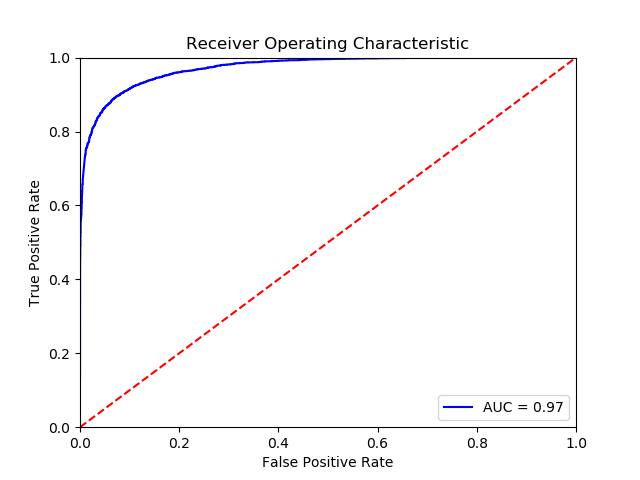 Receiver Operating Characteristic
True Positive Rate
1.0
0.8
0.6
0.4
0.2
0.0
AUC = 0.97
0.0 0.2 0.4 0.6 0.8 1.0
False Positive Rate